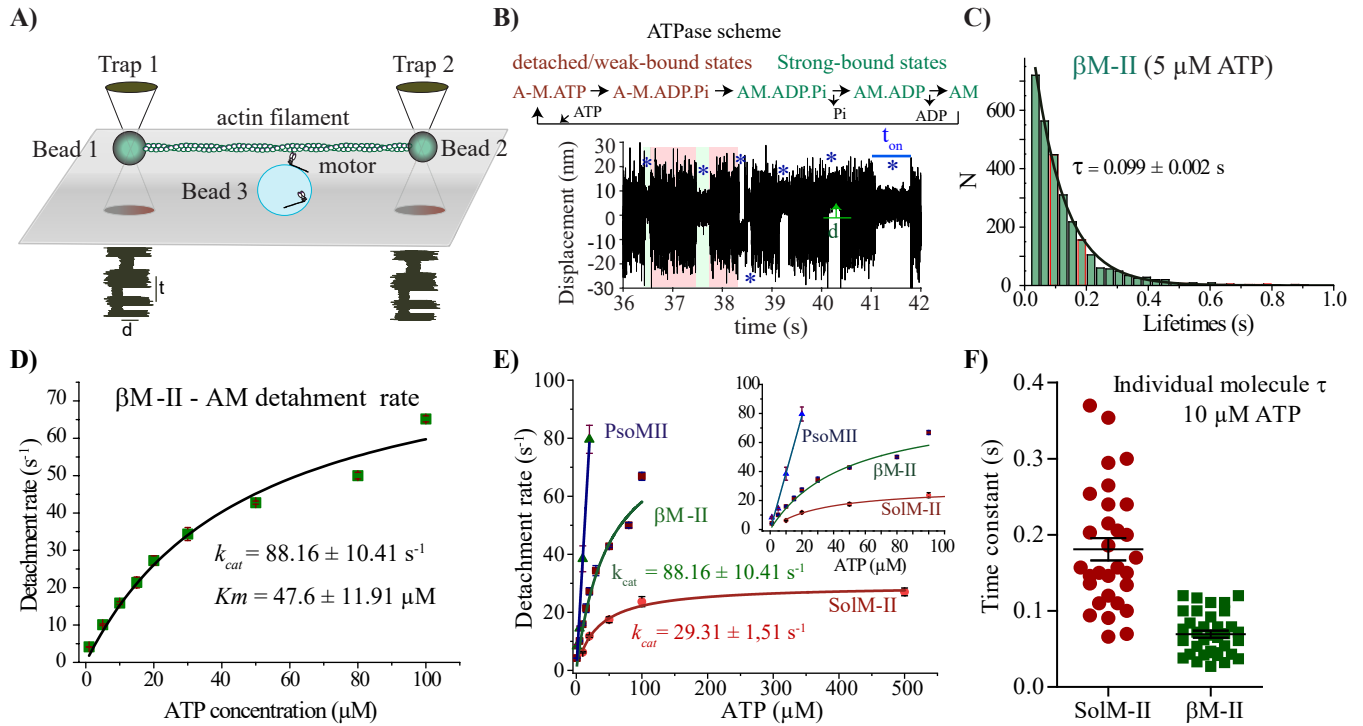 A)
Trap 1
Trap 2
actin filament
Bead 1
Bead 2
motor
Bead 3
t
d
B)
ATPase scheme
detached/weak-bound states
Strong-bound states
A-M.ATP → A-M.ADP.Pi → AM.ADP.Pi → AM.ADP → AM
ATP
Pi
ADP
Displacement (nm)
30
20
10
0
-10
-20
-30
* * * * * * *
t_on
d
36 37 38 39 40 41 42
time (s)
C)
βM-II (5 µM ATP)
τ = 0.099 ± 0.002 s
N
600
400
200
0
0.0 0.2 0.4 0.6 0.8 1.0
Lifetimes (s)
D)
βM-II - AM detahment rate
k_cat = 88.16 ± 10.41 s⁻¹
Km = 47.6 ± 11.91 µM
Detachment rate (s⁻¹)
70
65
60
55
50
45
40
35
30
25
20
15
10
5
0
0 20 40 60 80 100
ATP concentration (µM)
E)
Detachment rate (s⁻¹)
100
80
60
40
20
0
PsoMII
βM-II
k_cat = 88.16 ± 10.41 s⁻¹
SolM-II
k_cat = 29.31 ± 1,51 s⁻¹
0 100 200 300 400 500
ATP (µM)
100
80
60
40
20
0
PsoMII
βM-II
SolM-II
0 20 40 60 80 100
ATP (µM)
F)
Individual molecule τ
10 µM ATP
Time constant (s)
0.4
0.3
0.2
0.1
0.0
SolM-II
βM-II